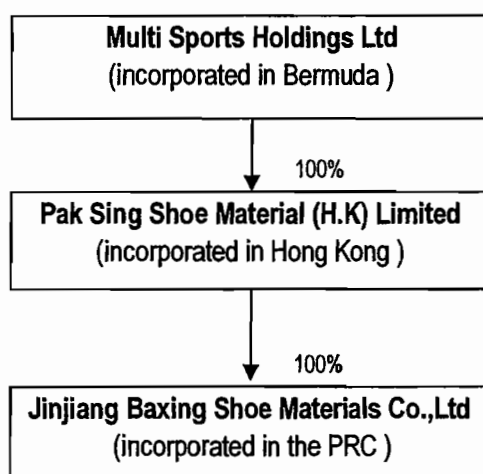 Multi Sports Holdings Ltd
(incorporated in Bermuda )
100%
Pak Sing Shoe Material (H.K) Limited
(incorporated in Hong Kong )
100%
Jinjiang Baxing Shoe Materials Co.,Ltd
(incorporated in the PRC )